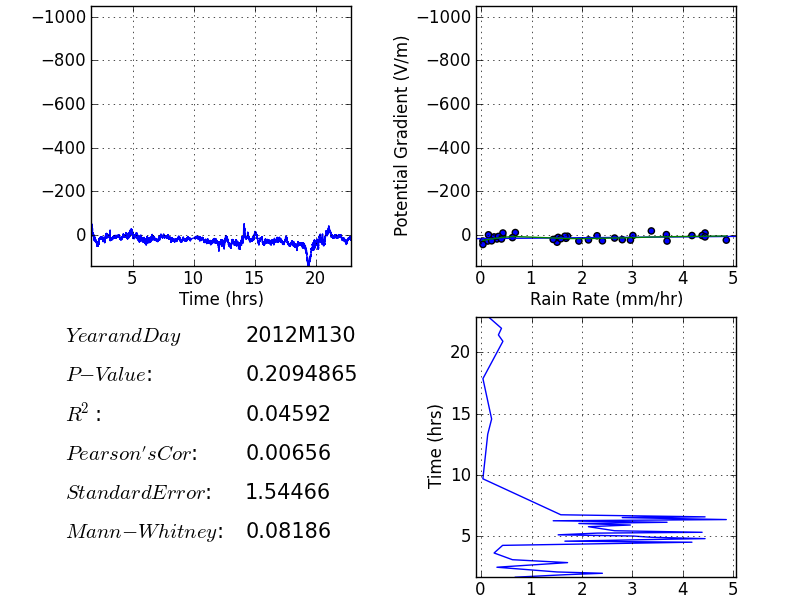 −1000
−800
−600
−400
−200
0
5 10 15 20
Time (hrs)
Potential Gradient (V/m)
−1000
−800
−600
−400
−200
0
0 1 2 3 4 5
Rain Rate (mm/hr)
YearandDay 2012M130
P−Value: 0.2094865
R²: 0.04592
Pearson'sCor: 0.00656
StandardError: 1.54466
Mann−Whitney: 0.08186
Time (hrs)
20
15
10
5
0 1 2 3 4 5